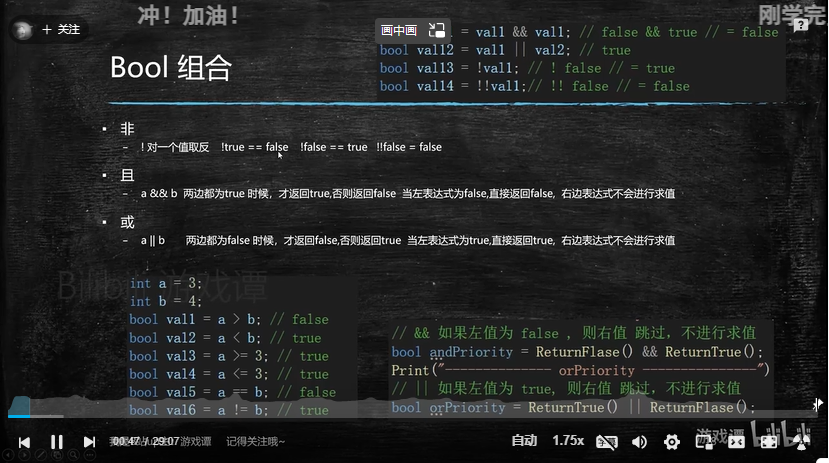 冲！加油！
刚学完
+ 关注
画中画
= val1 && val1; // false && true // = false
bool val12 = val1 || val2; // true
bool val13 = !val1; // ! false // = true
bool val14 = !!val1;// !! false // = false
Bool 组合
▪ 非
– ! 对一个值取反 !true == false !false == true !!false = false
▪ 且
– a && b 两边都为true 时候，才返回true,否则返回false 当左表达式为false,直接返回false, 右边表达式不会进行求值
▪ 或
– a || b 两边都为false 时候，才返回false,否则返回true 当左表达式为true,直接返回true, 右边表达式不会进行求值
int a = 3;
int b = 4;
bool val1 = a > b; // false
bool val2 = a < b; // true
bool val3 = a >= 3; // true
bool val4 = a <= 3; // true
bool val5 = a == b; // false
bool val6 = a != b; // true
// && 如果左值为 false , 则右值 跳过，不进行求值
bool andPriority = ReturnFlase() && ReturnTrue();
Print("------------- orPriority --------------")
// || 如果左值为 true, 则右值 跳过，不进行求值
bool orPriority = ReturnTrue() || ReturnFlase();
00:47 / 29:07
游戏谭
记得关注哦~
自动
1.75x
游戏谭